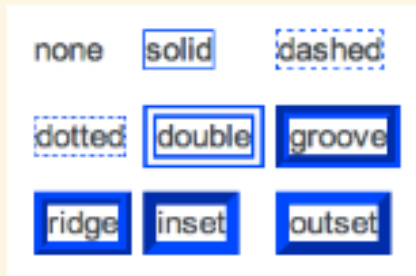 none solid dashed
dotted double groove
ridge inset outset